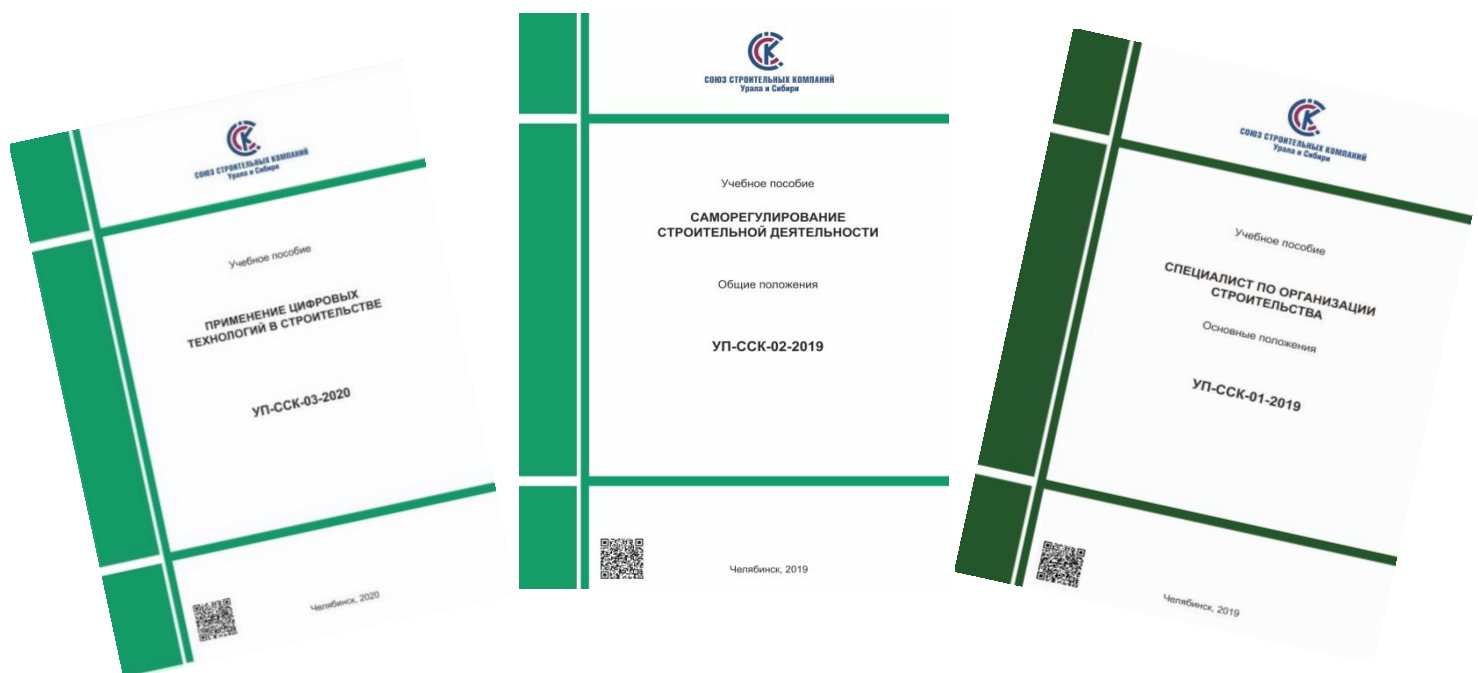 СОЮЗ СТРОИТЕЛЬНЫХ КОМПАНИЙ
Урала и Сибири
Учебное пособие
ПРИМЕНЕНИЕ ЦИФРОВЫХ
ТЕХНОЛОГИЙ В СТРОИТЕЛЬСТВЕ
УП-ССК-03-2020
Челябинск, 2020
СОЮЗ СТРОИТЕЛЬНЫХ КОМПАНИЙ
Урала и Сибири
Учебное пособие
САМОРЕГУЛИРОВАНИЕ
СТРОИТЕЛЬНОЙ ДЕЯТЕЛЬНОСТИ
Общие положения
УП-ССК-02-2019
Челябинск, 2019
СОЮЗ СТРОИТЕЛЬНЫХ КОМПАНИЙ
Урала и Сибири
Учебное пособие
СПЕЦИАЛИСТ ПО ОРГАНИЗАЦИИ
СТРОИТЕЛЬСТВА
Основные положения
УП-ССК-01-2019
Челябинск, 2019